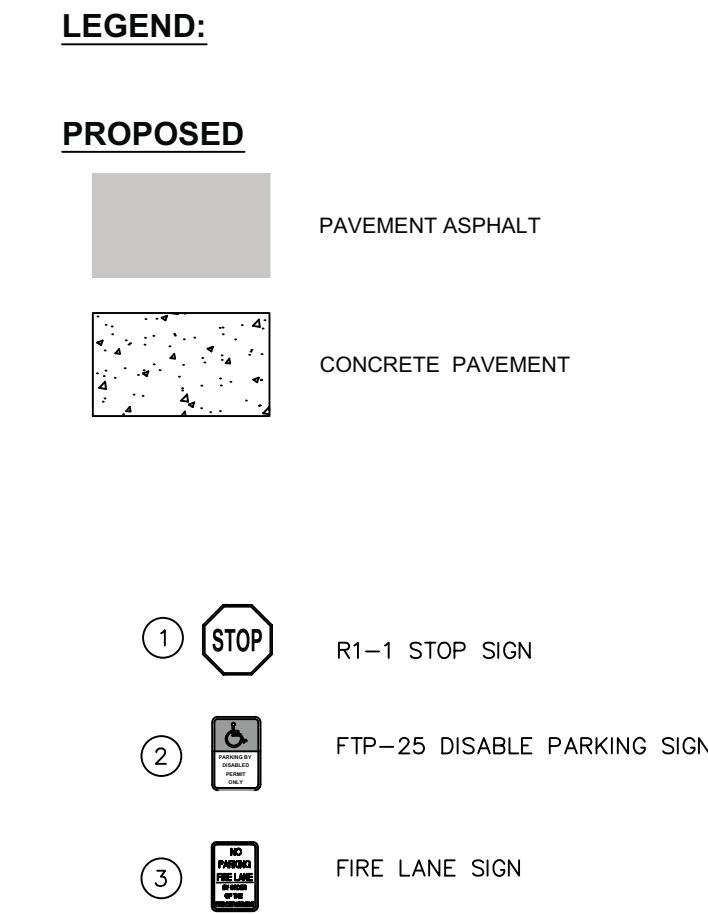 LEGEND:
PROPOSED
PAVEMENT ASPHALT
CONCRETE PAVEMENT
1
STOP
R1-1 STOP SIGN
2
PARKING BY
DISABLED
PERMIT
ONLY
FTP-25 DISABLE PARKING SIGN
3
NO
PARKING
FIRE LANE
BY ORDER
OF THE
FIRE LANE SIGN